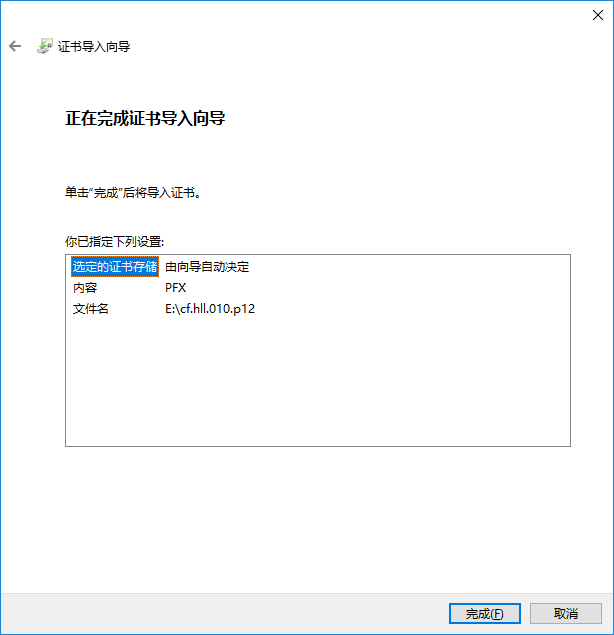 证书导入向导
正在完成证书导入向导
单击“完成”后将导入证书。
你已指定下列设置:
选定的证书存储 由向导自动决定
内容 PFX
文件名 E:\cf.hll.010.p12
完成(F) 取消